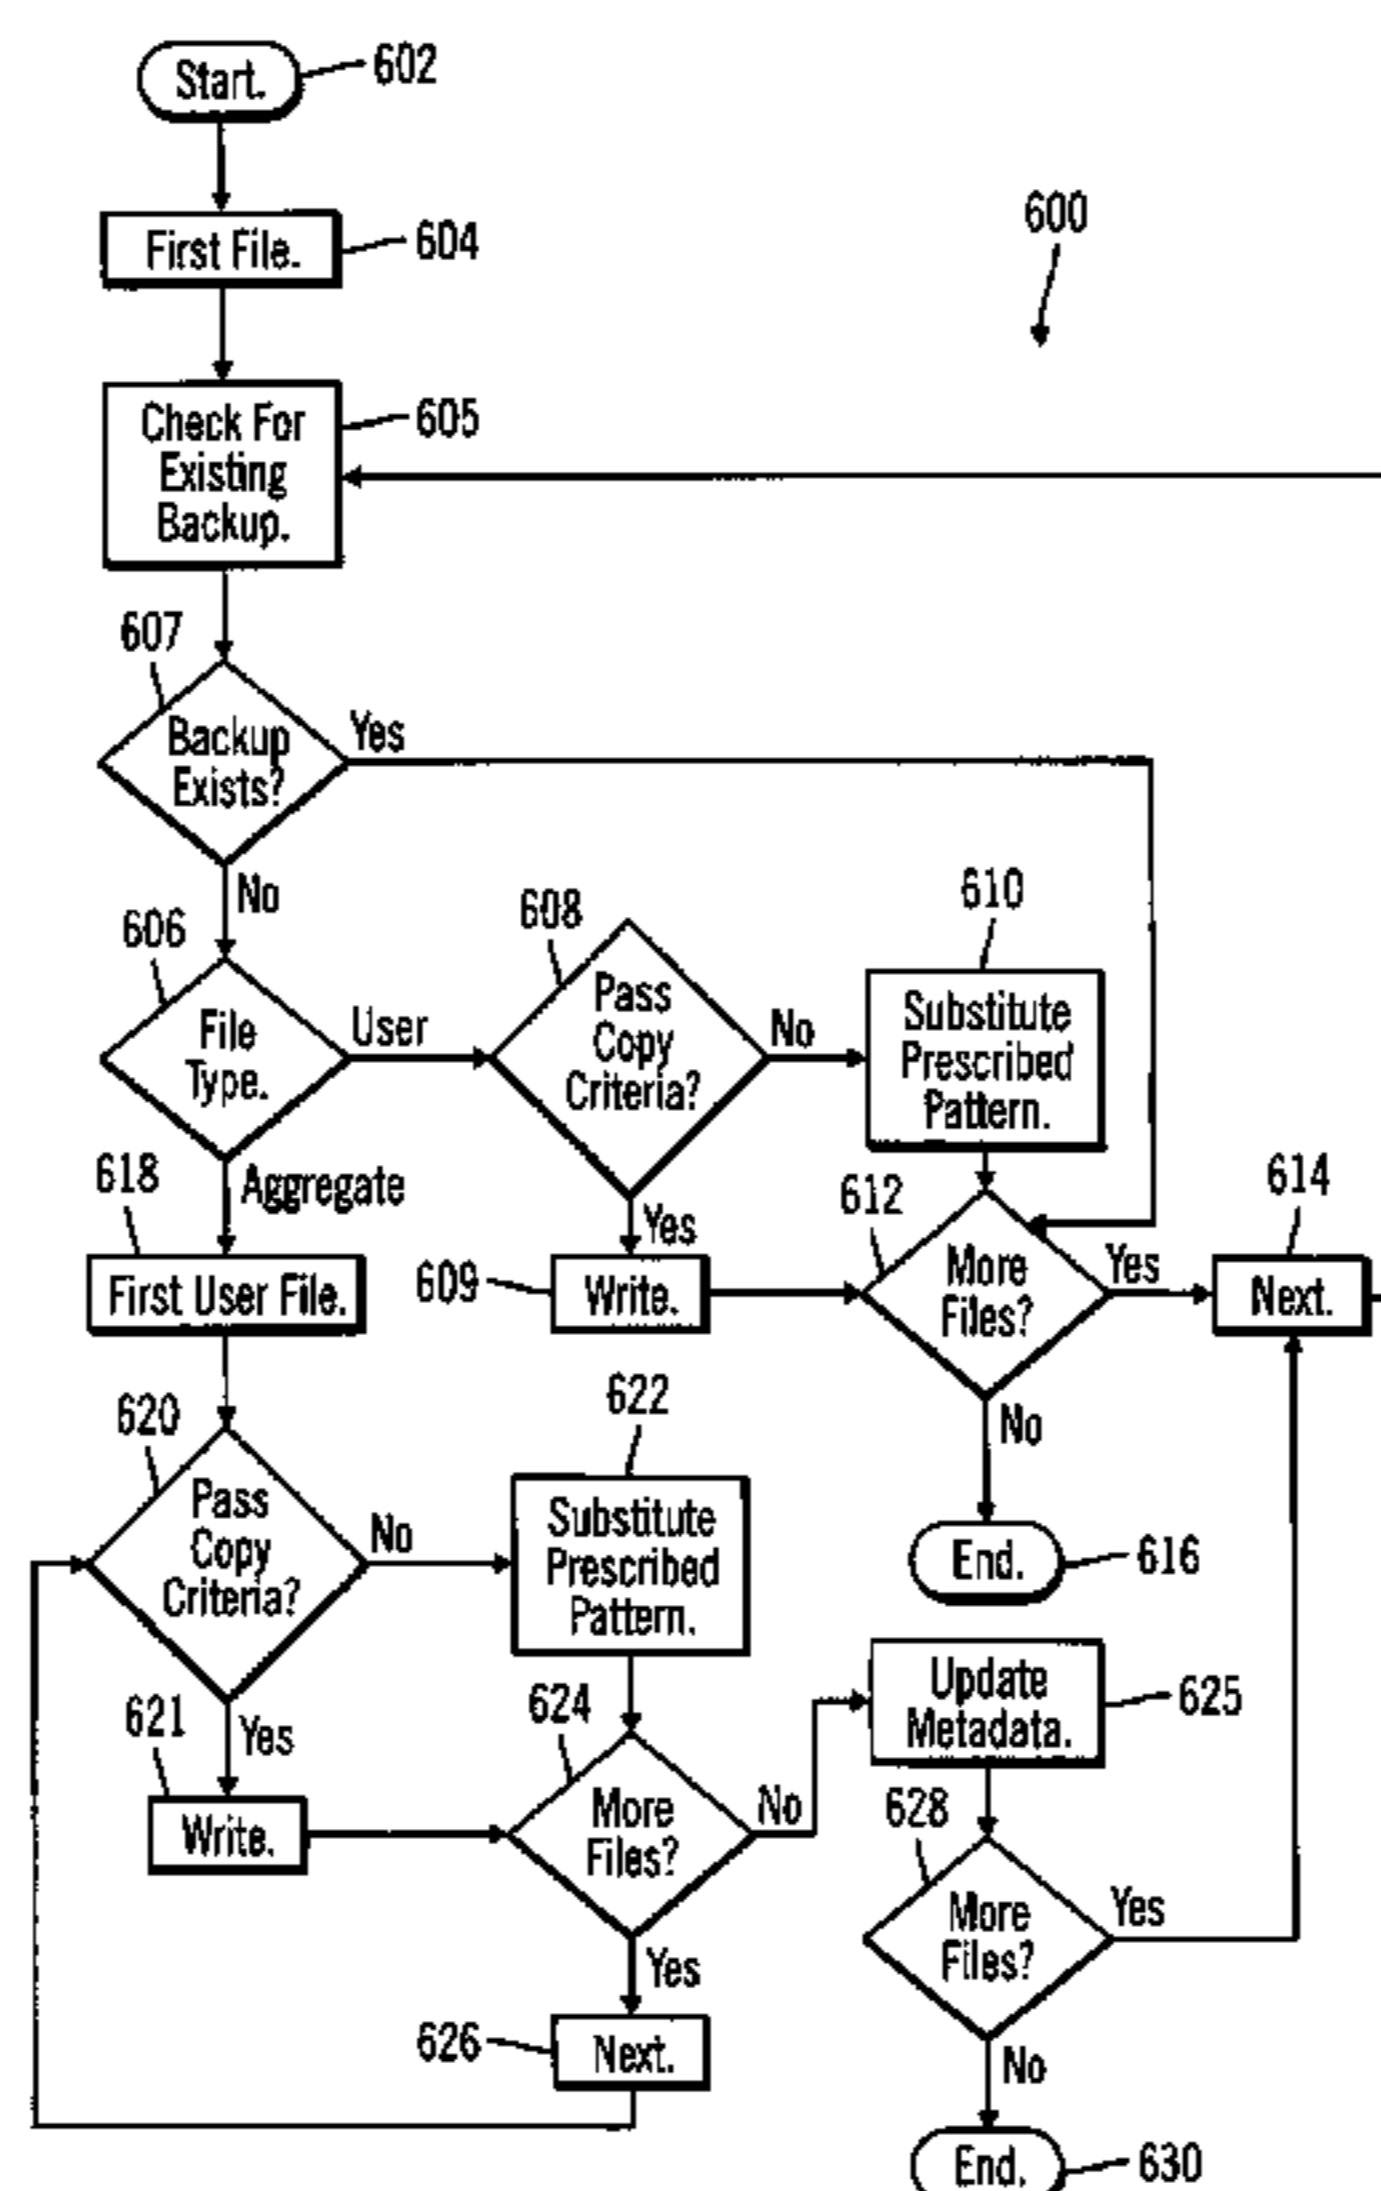 Start.
602
First File.
604
600
Check For
Existing
Backup.
605
607
Backup
Exists?
Yes
No
606
File
Type.
User
Aggregate
608
Pass
Copy
Criteria?
No
Yes
610
Substitute
Prescribed
Pattern.
609
Write.
612
More
Files?
Yes
No
614
Next.
End.
616
618
First User File.
620
Pass
Copy
Criteria?
No
Yes
622
Substitute
Prescribed
Pattern.
621
Write.
624
More
Files?
No
Yes
Update
Metadata.
625
626
Next.
628
More
Files?
Yes
No
End.
630